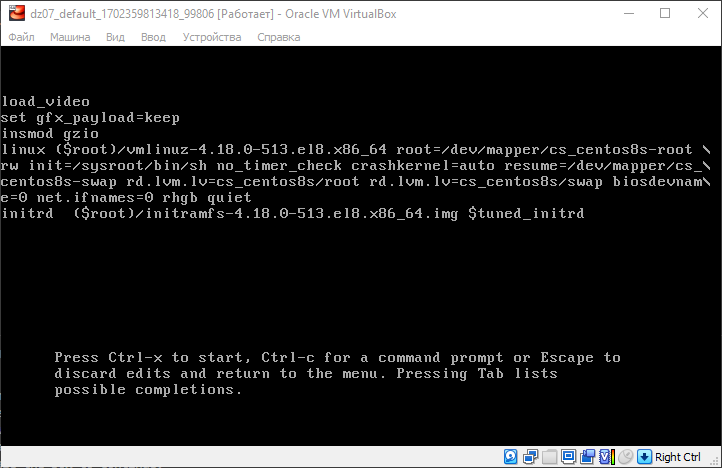 dz07_default_1702359813418_99806 [Работает] - Oracle VM VirtualBox
Файл Машина Вид Ввод Устройства Справка
load_video
set gfx_payload=keep
insmod gzio
linux ($root)/vmlinuz-4.18.0-513.el8.x86_64 root=/dev/mapper/cs_centos8s-root \
rw init=/sysroot/bin/sh no_timer_check crashkernel=auto resume=/dev/mapper/cs_\
centos8s-swap rd.lvm.lv=cs_centos8s/root rd.lvm.lv=cs_centos8s/swap biosdevnam\
e=0 net.ifnames=0 rhgb quiet
initrd  ($root)/initramfs-4.18.0-513.el8.x86_64.img $tuned_initrd
Press Ctrl-x to start, Ctrl-c for a command prompt or Escape to
discard edits and return to the menu. Pressing Tab lists
possible completions.
Right Ctrl